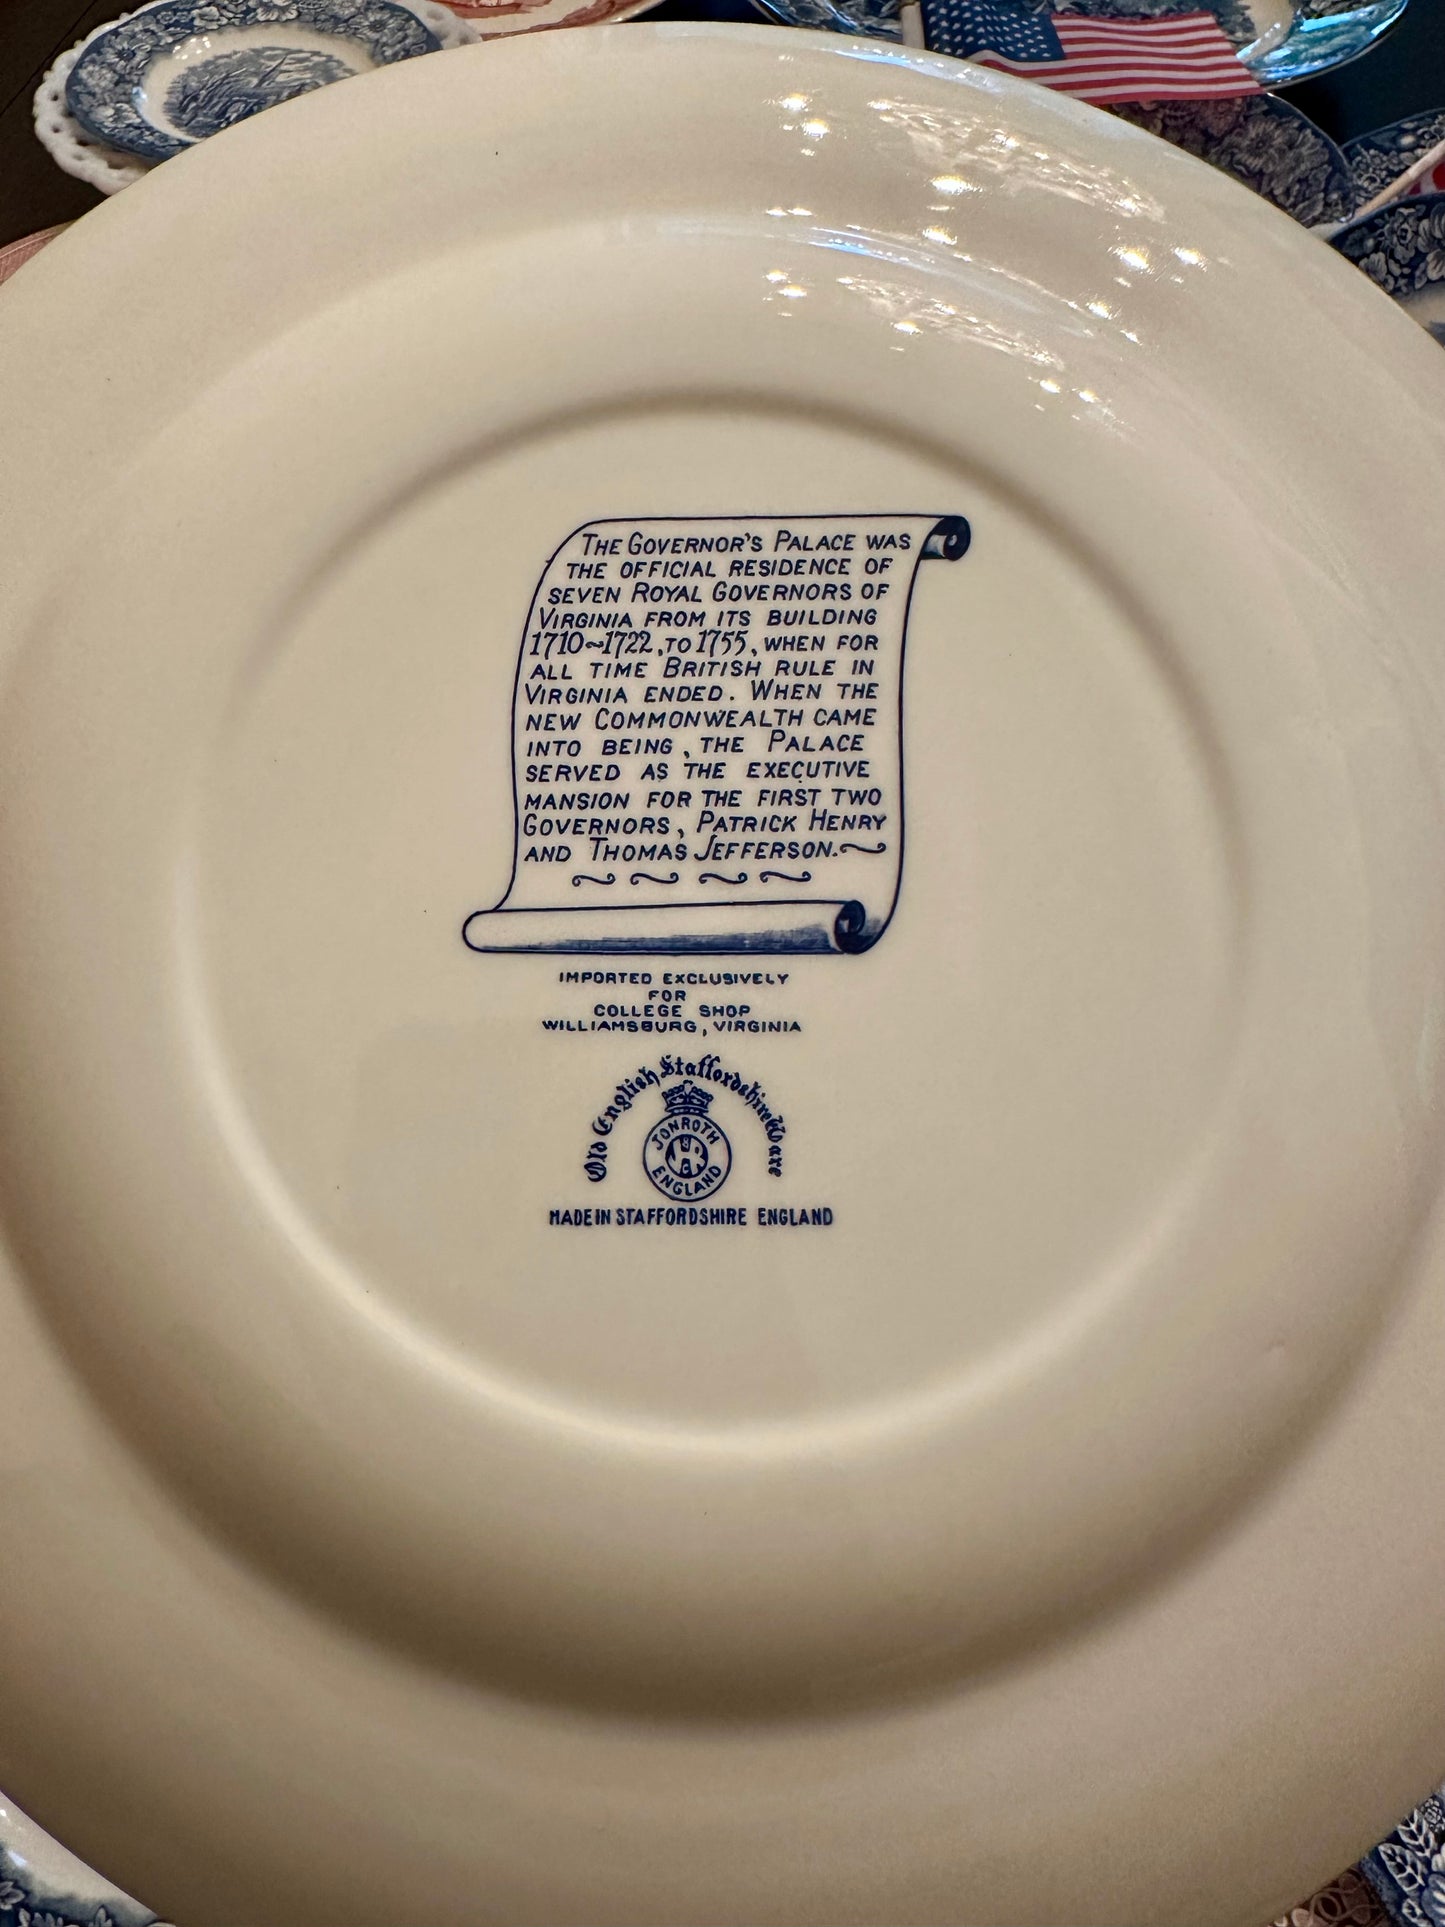 THE GOVERNOR'S PALACE WAS
THE OFFICIAL RESIDENCE OF
SEVEN ROYAL GOVERNORS OF
VIRGINIA FROM ITS BUILDING
1710~1722, TO 1755, WHEN FOR
ALL TIME BRITISH RULE IN
VIRGINIA ENDED. WHEN THE
NEW COMMONWEALTH CAME
INTO BEING, THE PALACE
SERVED AS THE EXECUTIVE
MANSION FOR THE FIRST TWO
GOVERNORS, PATRICK HENRY
AND THOMAS JEFFERSON.
IMPORTED EXCLUSIVELY
FOR
COLLEGE SHOP
WILLIAMSBURG, VIRGINIA
Old English Staffordshire Ware
JONROTH
ENGLAND
MADE IN STAFFORDSHIRE ENGLAND